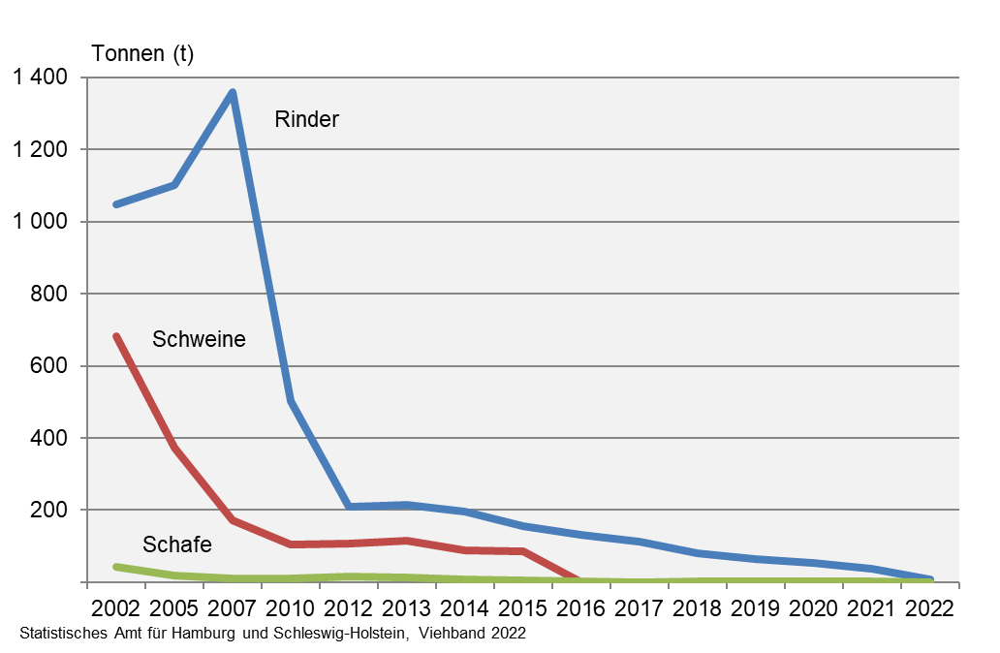 Tonnen (t)
1 400
Rinder
1 200
1 000
800
Schweine
600
400
200
Schafe
2002 2005 2007 2010 2012 2013 2014 2015 2016 2017 2018 2019 2020 2021 2022
Statistisches Amt für Hamburg und Schleswig-Holstein, Viehband 2022